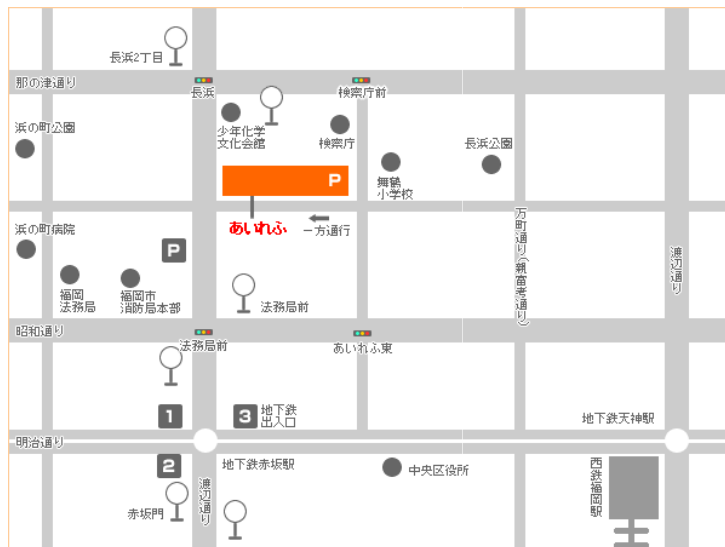 長浜2丁目
那の津通り
長浜
検察庁前
浜の町公園
少年化学
文化会館
検察庁
長浜公園
舞鶴
小学校
P
あいれふ
一方通行
浜の町病院
P
万町通り(親富孝通り)
渡辺通り
福岡
法務局
福岡市
消防局本部
法務局前
昭和通り
法務局前
あいれふ東
1
3
地下鉄
出入口
地下鉄天神駅
明治通り
2
地下鉄赤坂駅
中央区役所
西鉄福岡駅
渡辺通り
赤坂門